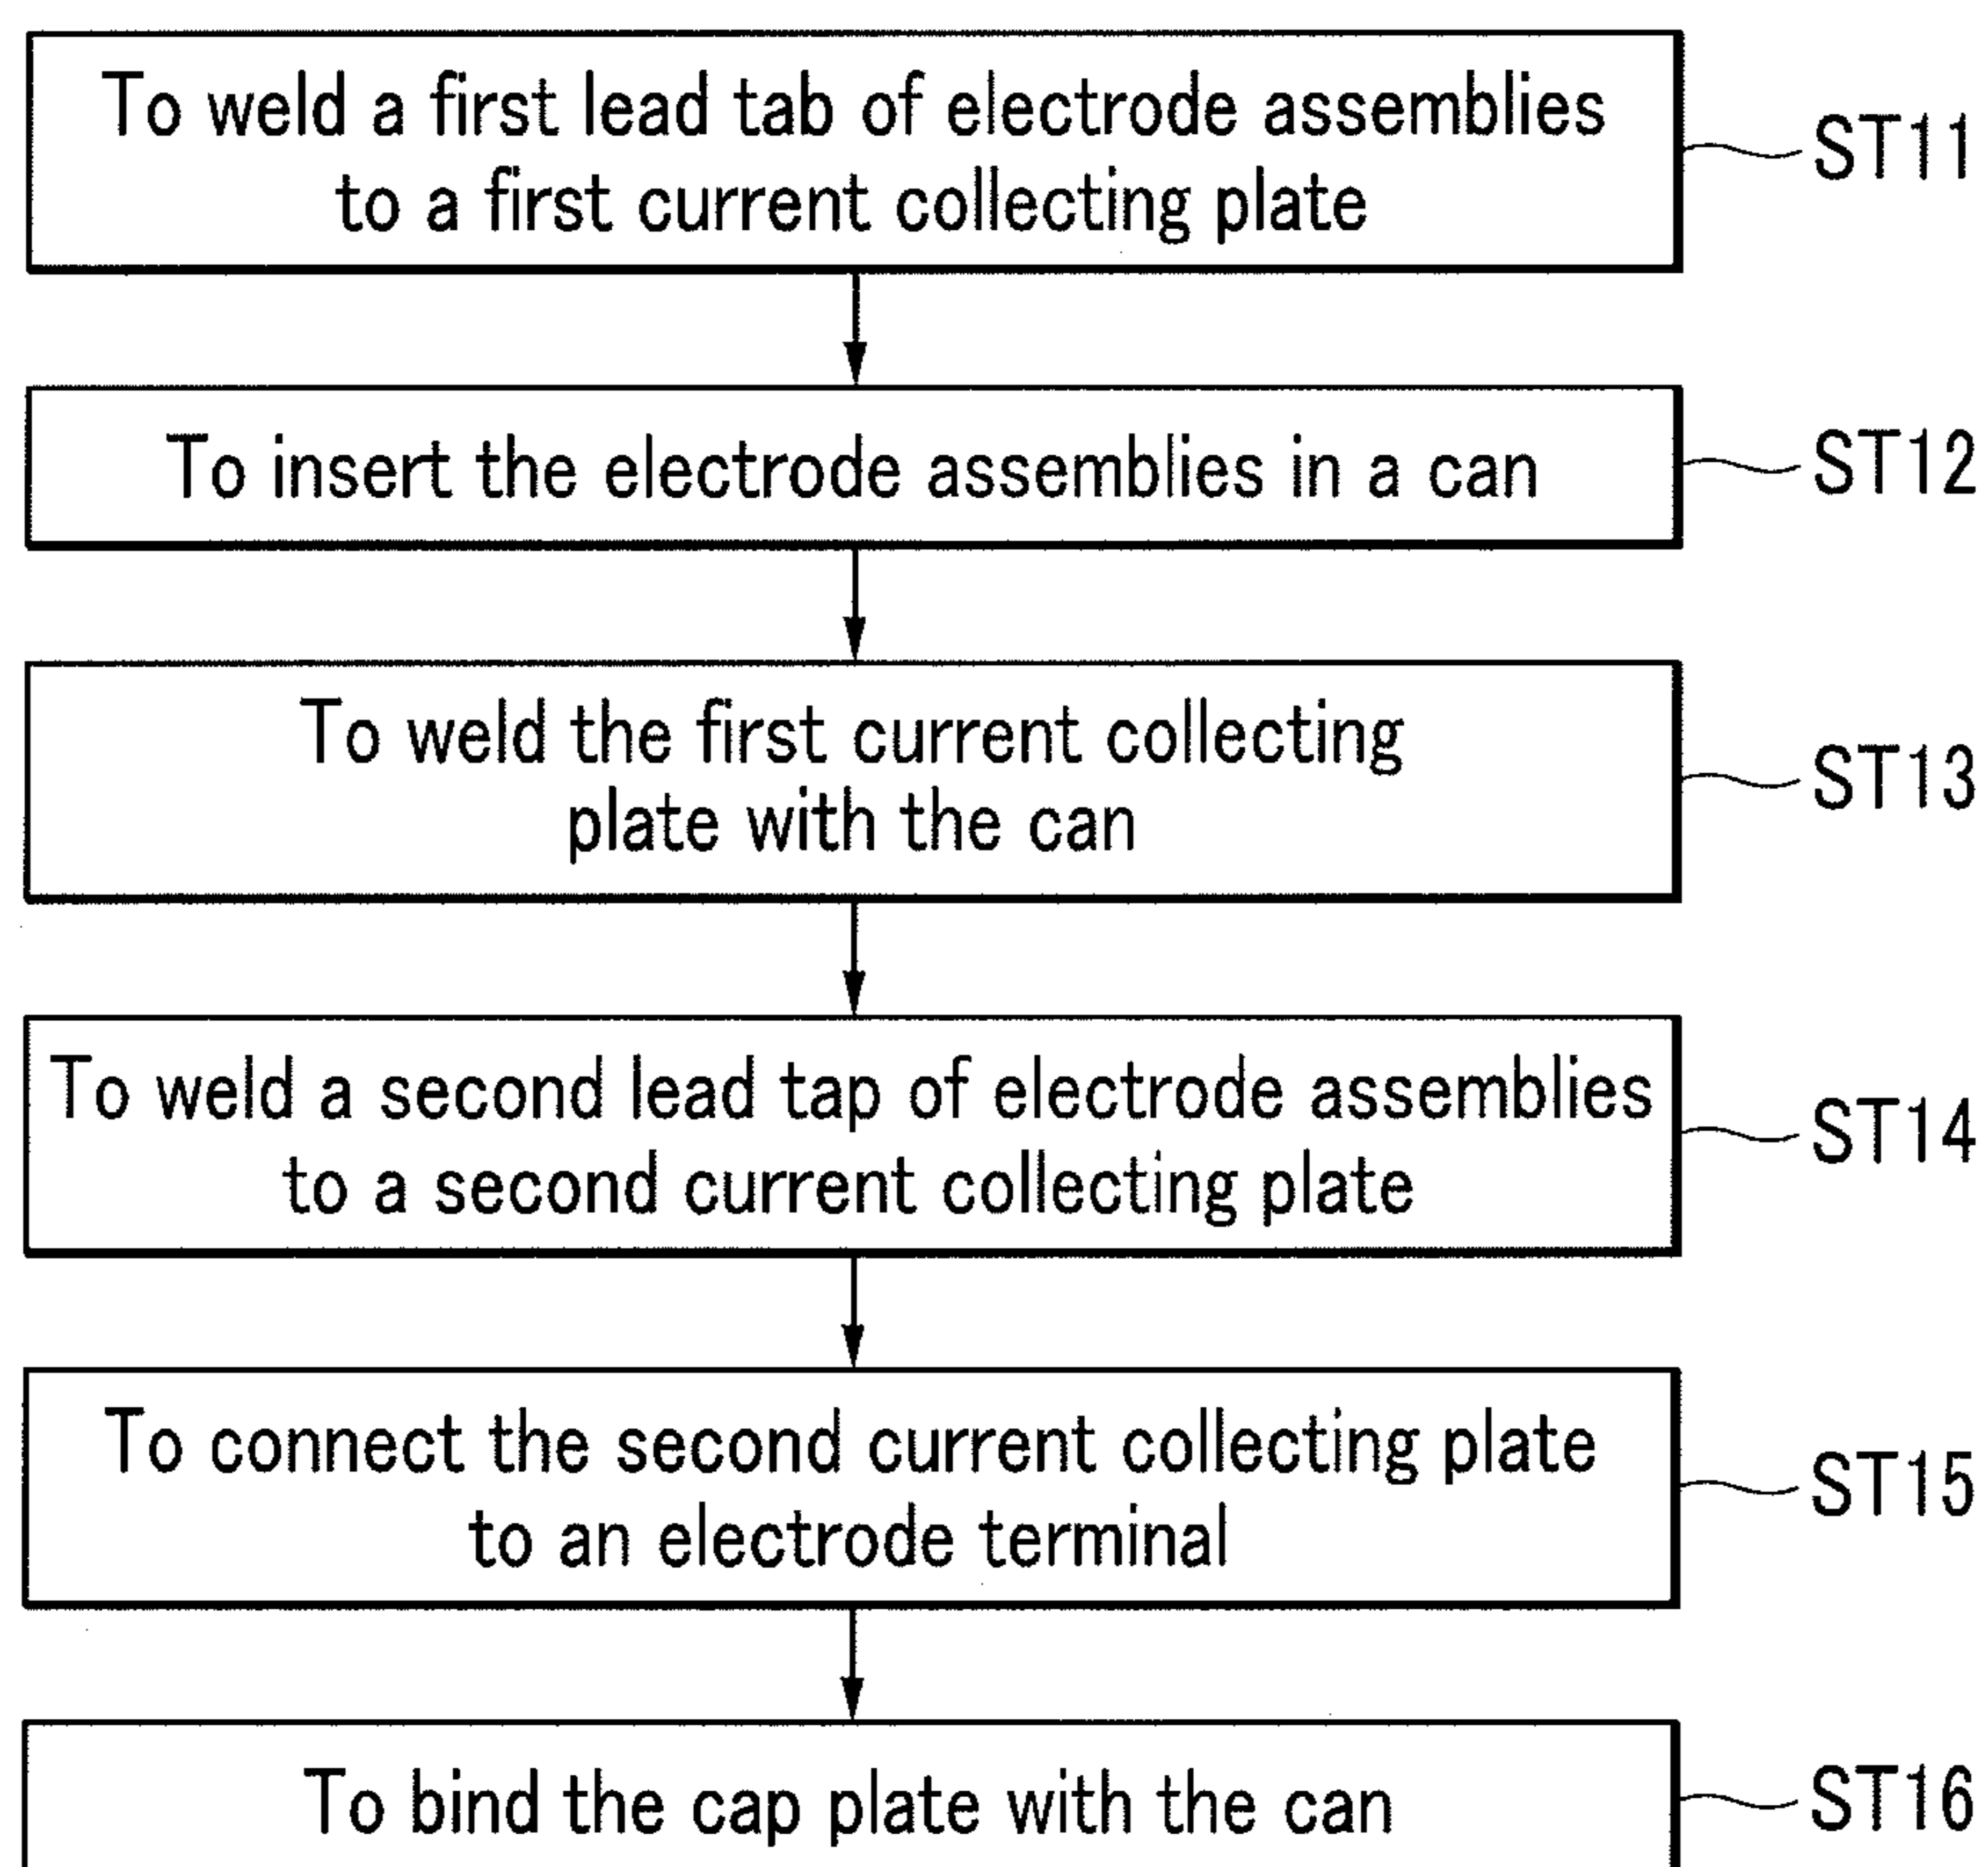 To weld a first lead tab of electrode assemblies
to a first current collecting plate
ST11
To insert the electrode assemblies in a can
ST12
To weld the first current collecting
plate with the can
ST13
To weld a second lead tap of electrode assemblies
to a second current collecting plate
ST14
To connect the second current collecting plate
to an electrode terminal
ST15
To bind the cap plate with the can
ST16